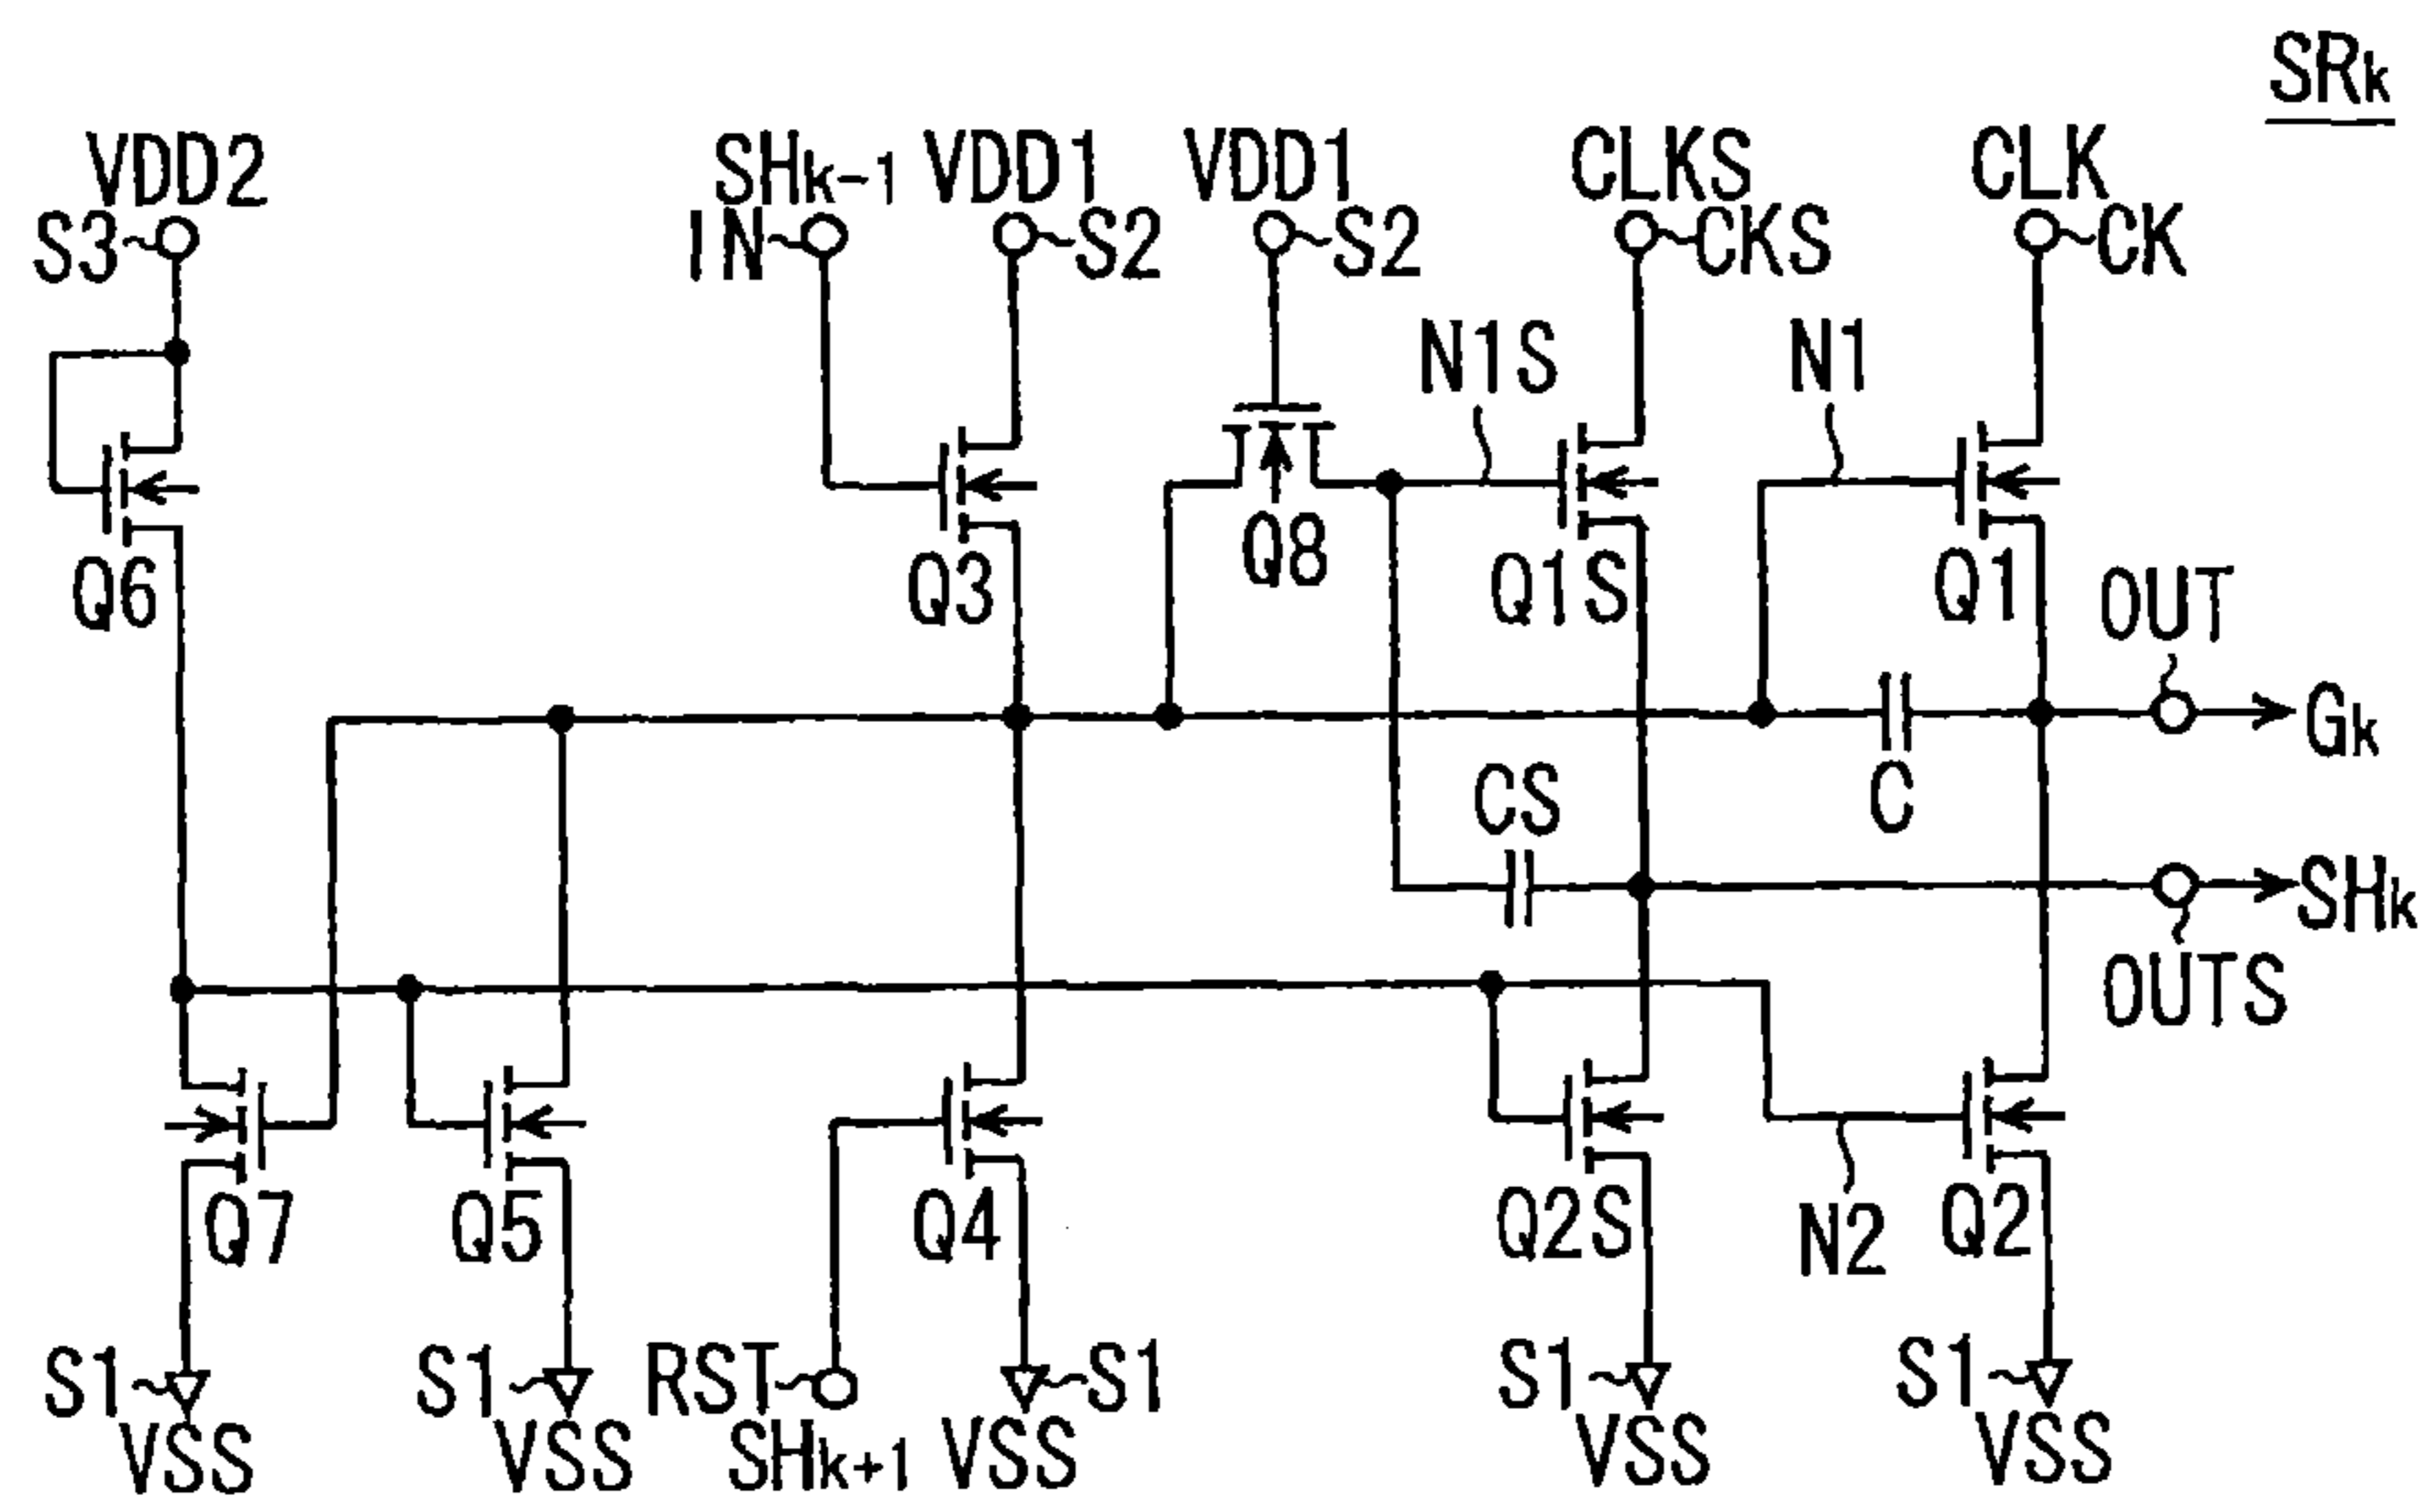 SRk
VDD2 SHk-1 VDD1 VDD1 CLKS CLK
S3 IN S2 S2 CKS CK
N1S N1
Q6 Q3 Q8 Q1S Q1 OUT
Gk
CS C
SHk
OUTS
Q7 Q5 Q4 Q2S N2 Q2
S1 S1 RST S1 S1 S1
VSS VSS SHk+1 VSS VSS VSS